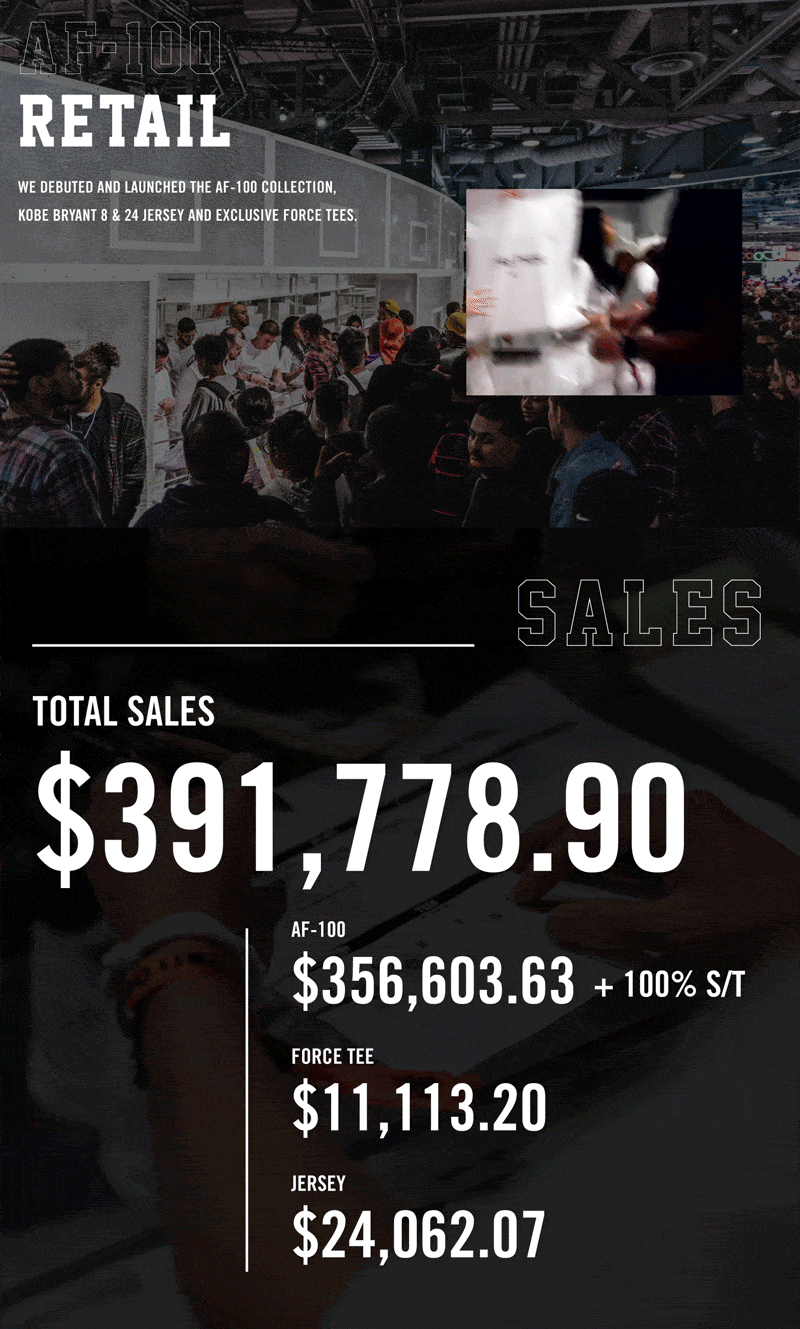 AF-100
RETAIL
WE DEBUTED AND LAUNCHED THE AF-100 COLLECTION,
KOBE BRYANT 8 & 24 JERSEY AND EXCLUSIVE FORCE TEES.
SALES
TOTAL SALES
$391,778.90
AF-100
$356,603.63 + 100% S/T
FORCE TEE
$11,113.20
JERSEY
$24,062.07